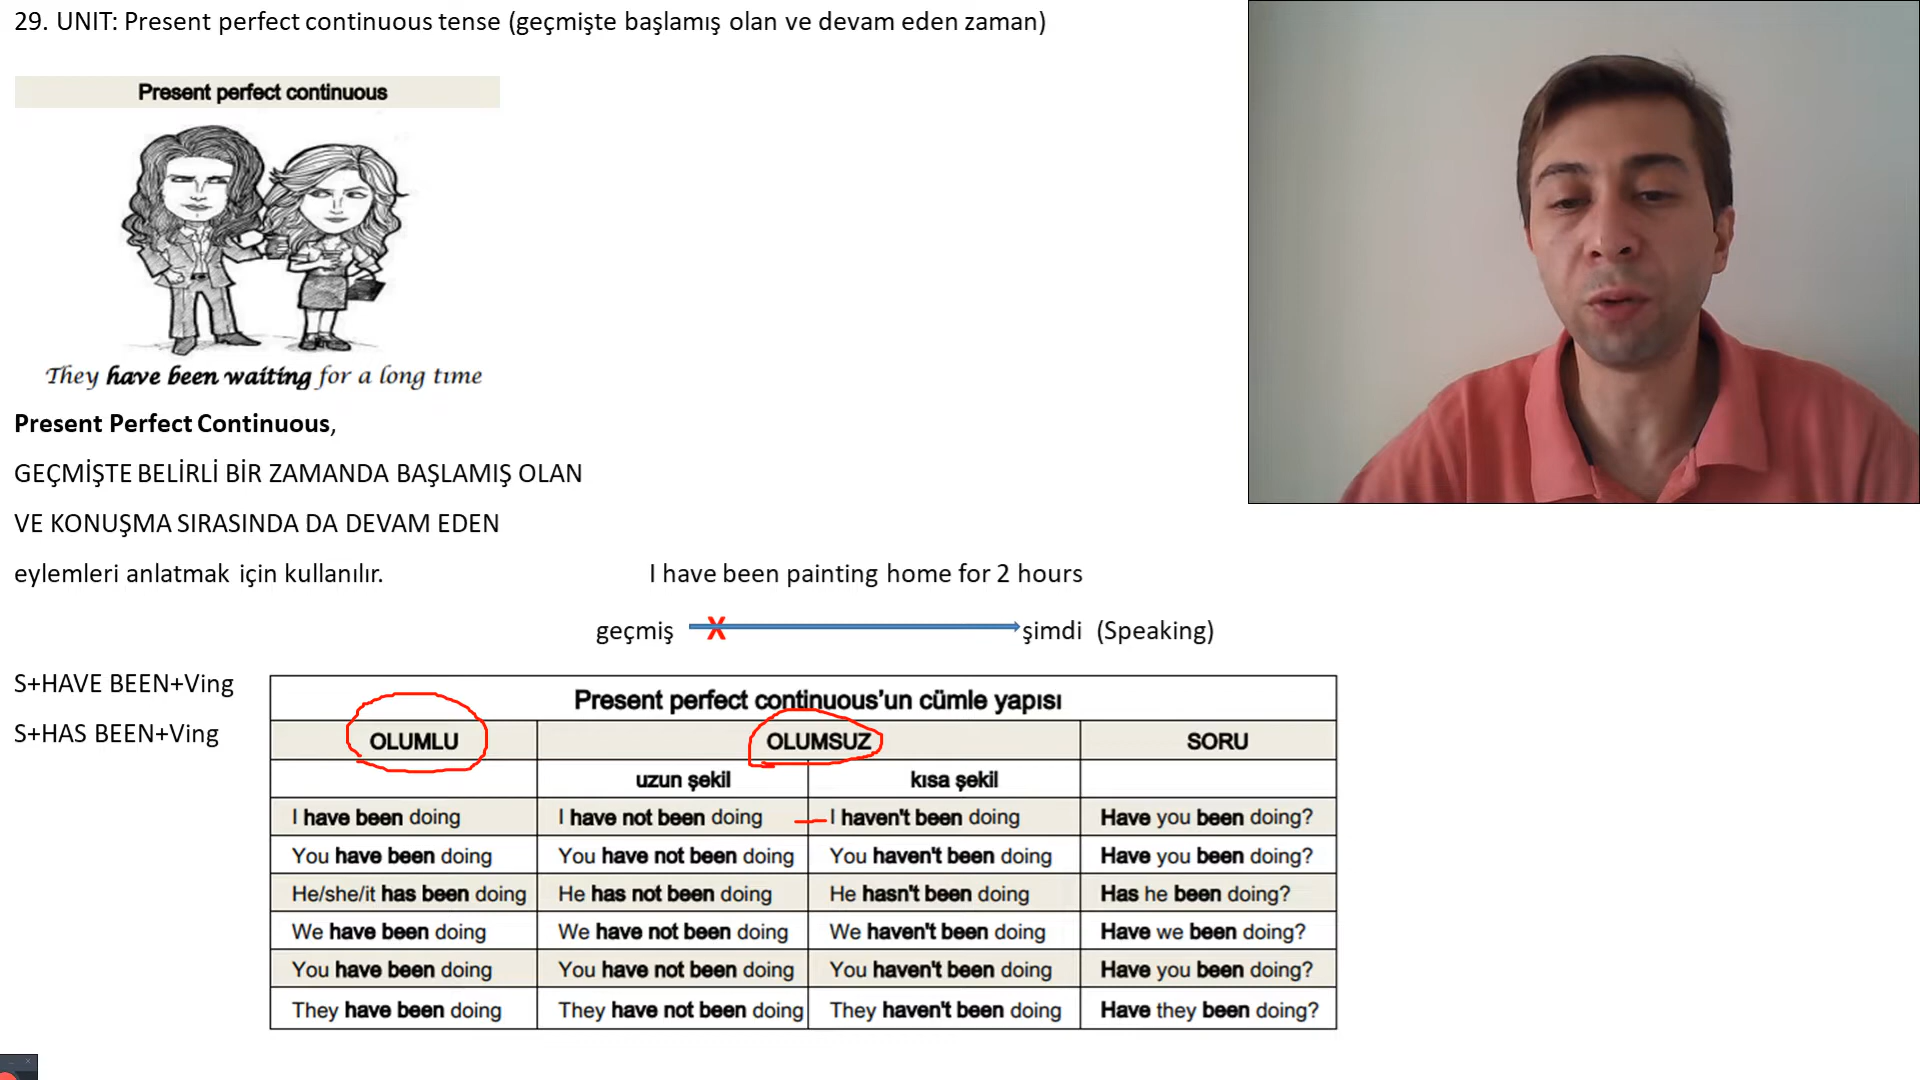 29. UNIT: Present perfect continuous tense (geçmişte başlamış olan ve devam eden zaman)
Present perfect continuous
They have been waiting for a long time
Present Perfect Continuous,
GEÇMİŞTE BELİRLİ BİR ZAMANDA BAŞLAMIŞ OLAN
VE KONUŞMA SIRASINDA DA DEVAM EDEN
eylemleri anlatmak için kullanılır.
I have been painting home for 2 hours
geçmiş X şimdi (Speaking)
S+HAVE BEEN+Ving
S+HAS BEEN+Ving
Present perfect continuous'un cümle yapısı
OLUMLU OLUMSUZ SORU
uzun şekil kısa şekil
I have been doing I have not been doing I haven't been doing Have you been doing?
You have been doing You have not been doing You haven't been doing Have you been doing?
He/she/it has been doing He has not been doing He hasn't been doing Has he been doing?
We have been doing We have not been doing We haven't been doing Have we been doing?
You have been doing You have not been doing You haven't been doing Have you been doing?
They have been doing They have not been doing They haven't been doing Have they been doing?